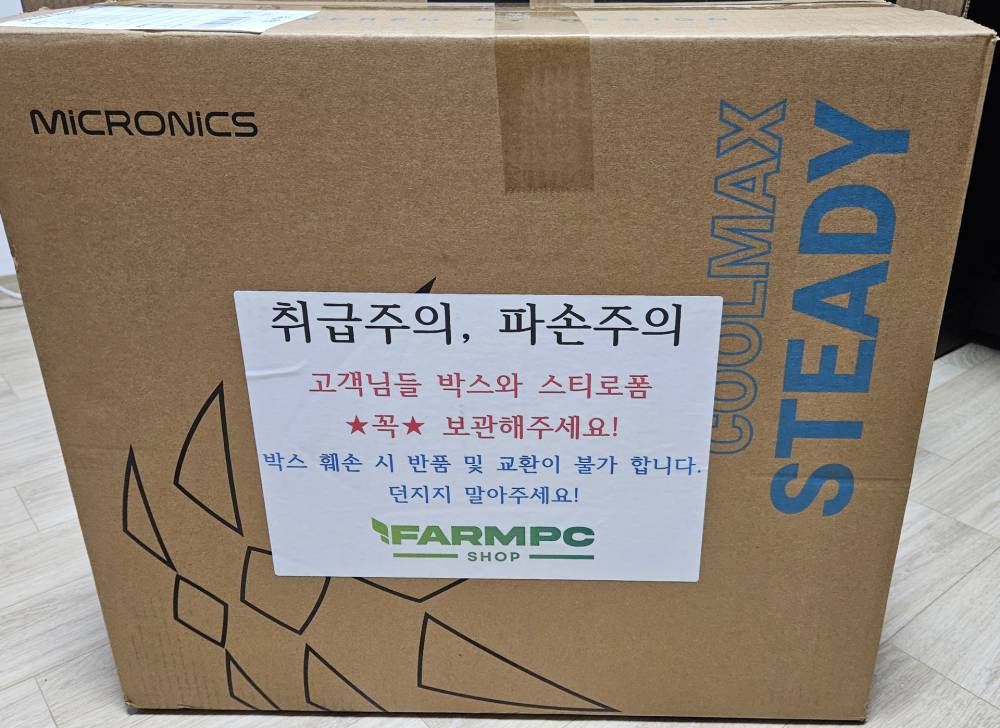 MiCRONiCS
COOLMAX
STEADY
취급주의, 파손주의
고객님들 박스와 스티로폼
★꼭★ 보관해주세요!
박스 훼손 시 반품 및 교환이 불가 합니다.
던지지 말아주세요!
FARMPC
SHOP